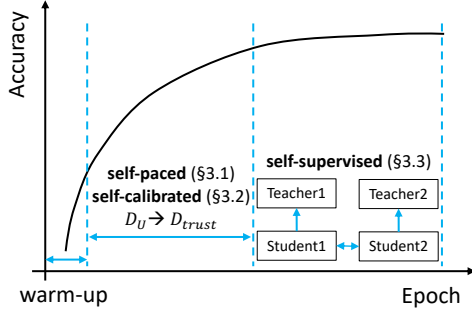 Accuracy
self-paced (§3.1)
self-calibrated (§3.2)
D_U → D_trust
self-supervised (§3.3)
Teacher1
Teacher2
Student1
Student2
warm-up
Epoch